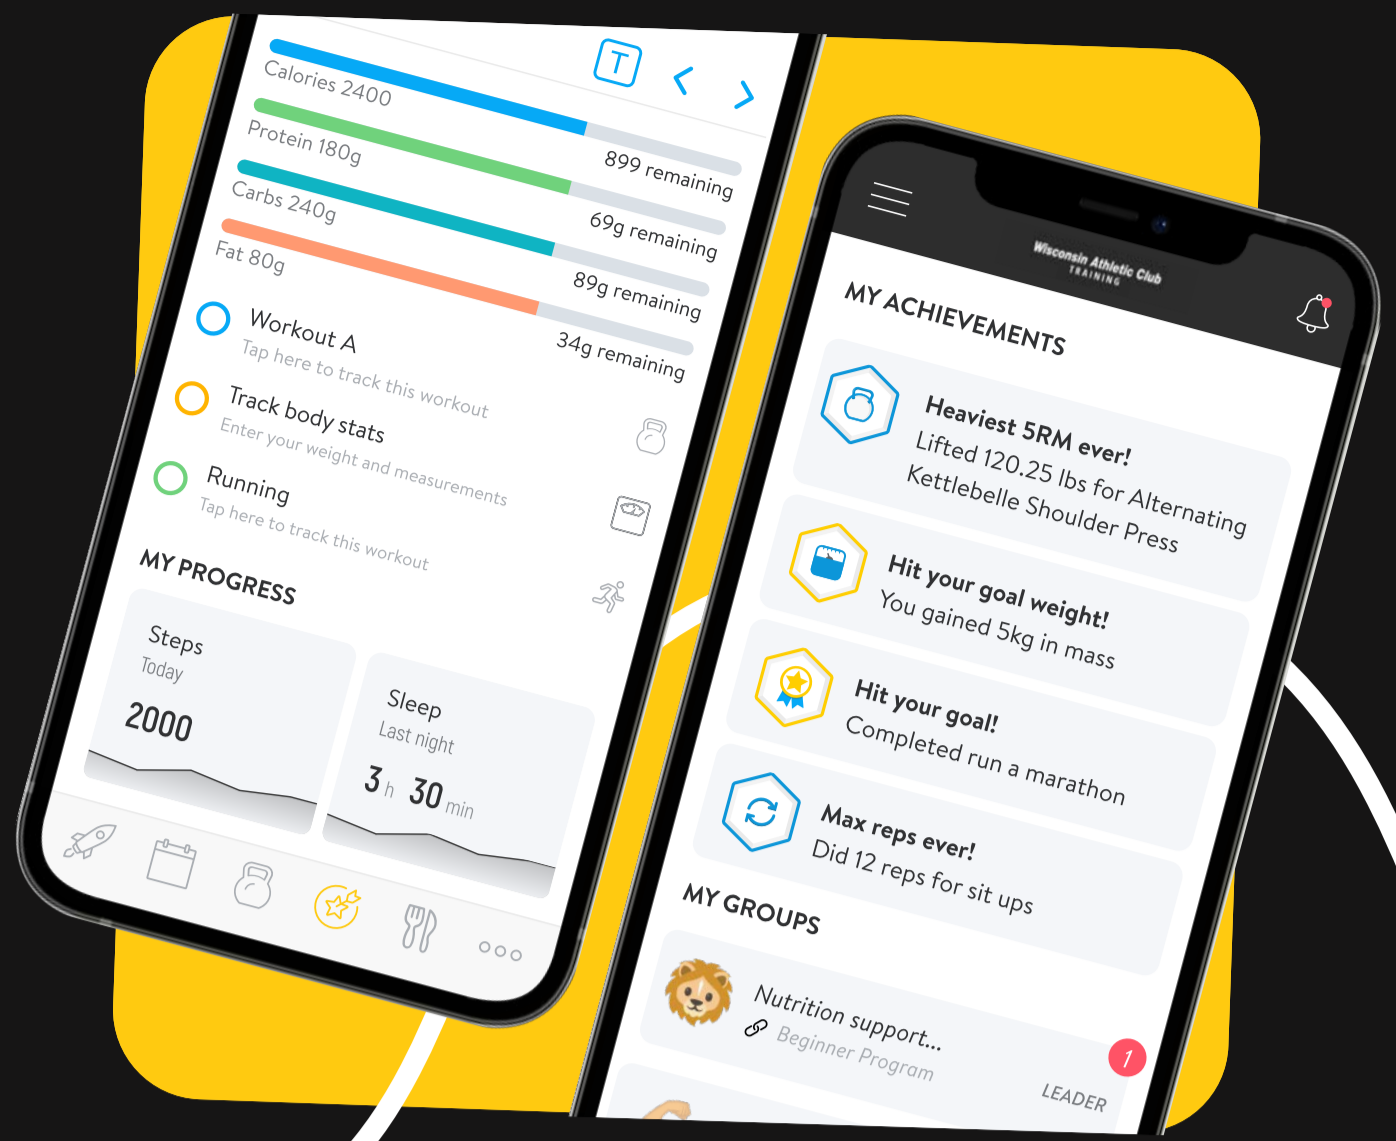 T
Calories 2400
899 remaining
Protein 180g
69g remaining
Carbs 240g
89g remaining
Fat 80g
34g remaining
Workout A
Tap here to track this workout
Track body stats
Enter your weight and measurements
Running
Tap here to track this workout
MY PROGRESS
Steps
Today
2000
Sleep
Last night
3 h 30 min
Wisconsin Athletic Club
TRAINING
MY ACHIEVEMENTS
Heaviest 5RM ever!
Lifted 120.25 lbs for Alternating
Kettlebelle Shoulder Press
Hit your goal weight!
You gained 5kg in mass
Hit your goal!
Completed run a marathon
Max reps ever!
Did 12 reps for sit ups
MY GROUPS
Nutrition support...
Beginner Program
1
LEADER